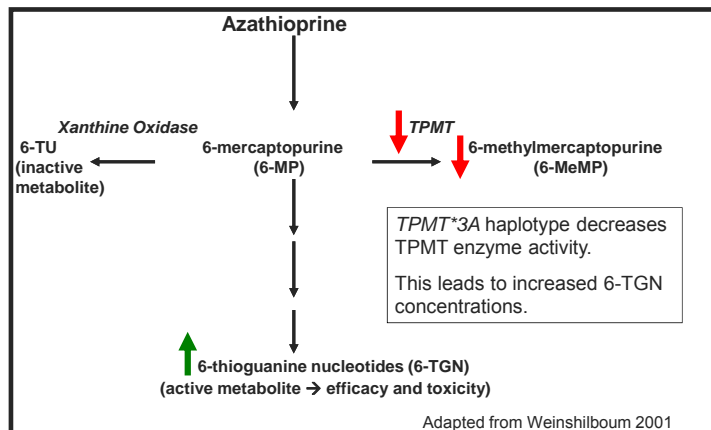 Azathioprine
Xanthine Oxidase
TPMT
6-TU
(inactive
metabolite)
6-mercaptopurine
(6-MP)
6-methylmercaptopurine
(6-MeMP)
TPMT*3A haplotype decreases
TPMT enzyme activity.
This leads to increased 6-TGN
concentrations.
6-thioguanine nucleotides (6-TGN)
(active metabolite → efficacy and toxicity)
Adapted from Weinshilboum 2001